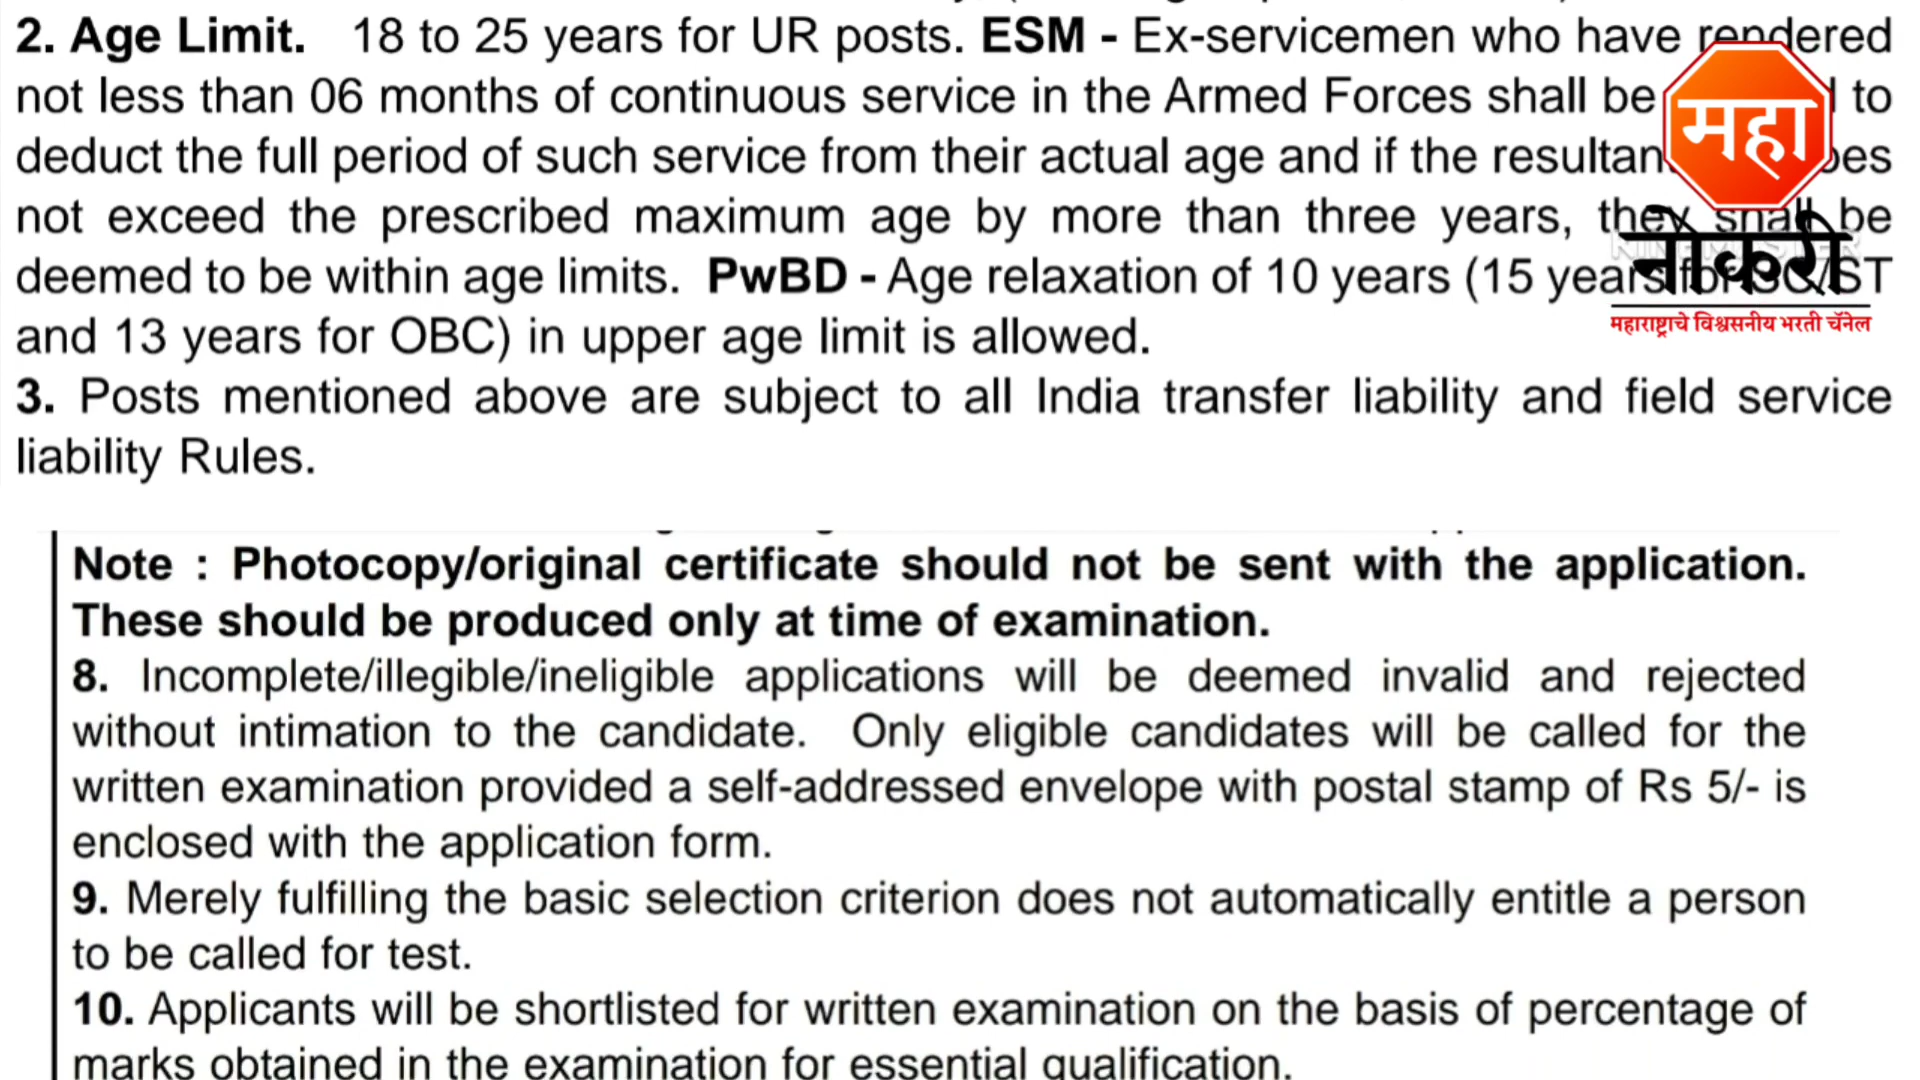 2. Age Limit. 18 to 25 years for UR posts. ESM - Ex-servicemen who have rendered
not less than 06 months of continuous service in the Armed Forces shall be to
deduct the full period of such service from their actual age and if the resultant
not exceed the prescribed maximum age by more than three years, they shall be
deemed to be within age limits. PwBD - Age relaxation of 10 years (15 years for SC/ST
and 13 years for OBC) in upper age limit is allowed.
3. Posts mentioned above are subject to all India transfer liability and field service
liability Rules.
महा
नोकरी
महाराष्ट्राचे विश्वसनीय भरती चॅनेल
Note : Photocopy/original certificate should not be sent with the application.
These should be produced only at time of examination.
8. Incomplete/illegible/ineligible applications will be deemed invalid and rejected
without intimation to the candidate. Only eligible candidates will be called for the
written examination provided a self-addressed envelope with postal stamp of Rs 5/- is
enclosed with the application form.
9. Merely fulfilling the basic selection criterion does not automatically entitle a person
to be called for test.
10. Applicants will be shortlisted for written examination on the basis of percentage of
marks obtained in the examination for essential qualification.